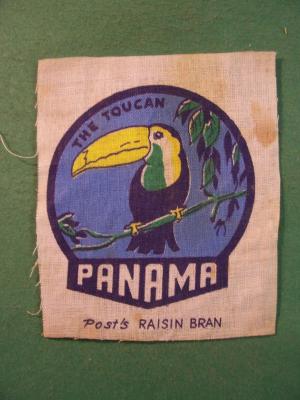 THE TOUCAN
PANAMA
Post's RAISIN BRAN